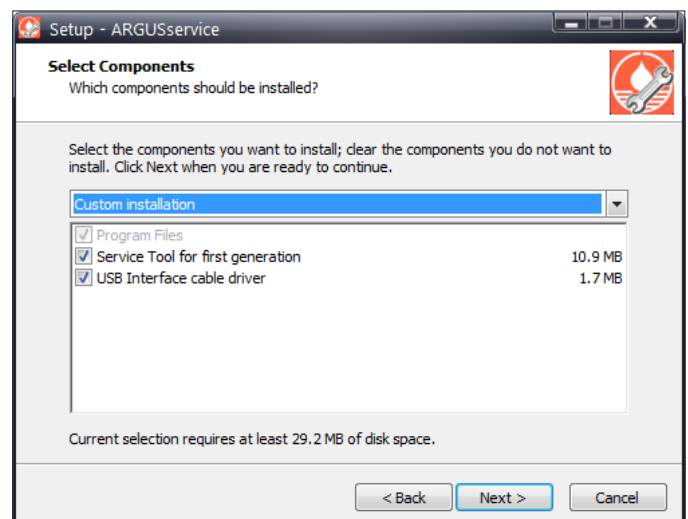 Setup - ARGUSservice
Select Components
Which components should be installed?
Select the components you want to install; clear the components you do not want to
install. Click Next when you are ready to continue.
Custom installation
Program Files
Service Tool for first generation 10.9 MB
USB Interface cable driver 1.7 MB
Current selection requires at least 29.2 MB of disk space.
< Back Next > Cancel